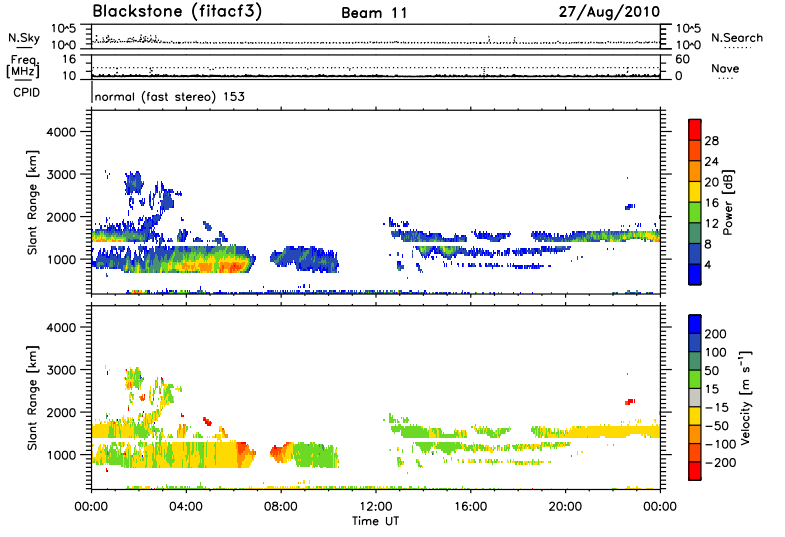 Blackstone (fitacf3) Beam 11 27/Aug/2010
N.Sky 10^5 10^0 10^5 10^0 N.Search
Freq. [MHz] 16 10 60 0 Nave
CPID normal (fast stereo) 153
Slant Range [km]
4000
3000
2000
1000
28
24
20
16
12
8
4
Power [dB]
Slant Range [km]
4000
3000
2000
1000
200
100
50
15
-15
-50
-100
-200
Velocity [m s^-1]
00:00 04:00 08:00 12:00 16:00 20:00 00:00
Time UT